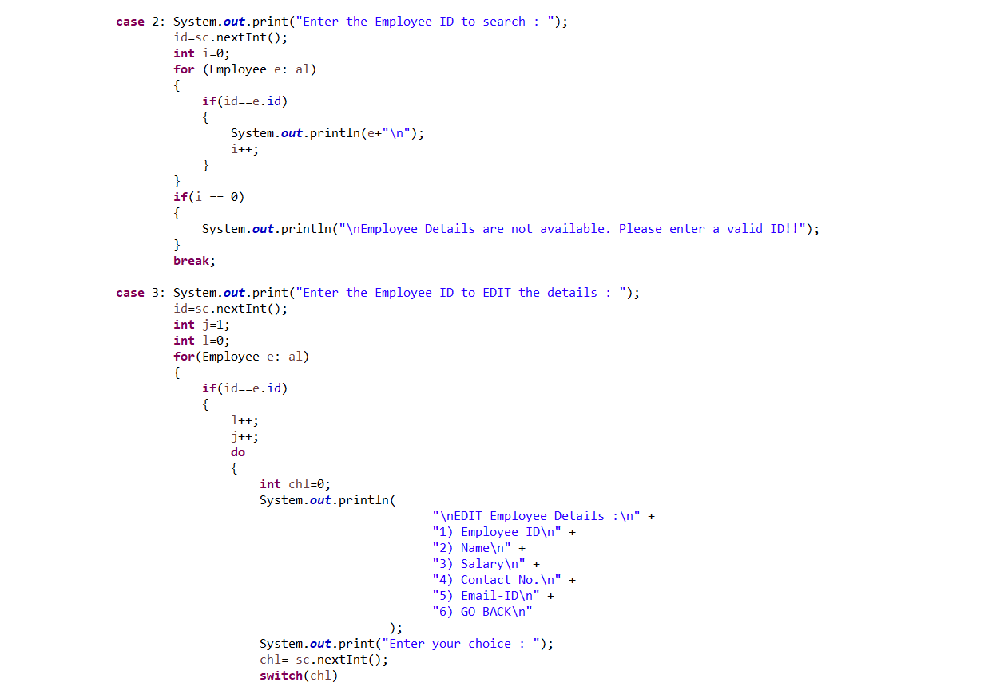 case 2: System.out.print("Enter the Employee ID to search : ");
id=sc.nextInt();
int i=0;
for (Employee e: al)
{
if(id==e.id)
{
System.out.println(e+"\n");
i++;
}
}
if(i == 0)
{
System.out.println("\nEmployee Details are not available. Please enter a valid ID!!");
}
break;
case 3: System.out.print("Enter the Employee ID to EDIT the details : ");
id=sc.nextInt();
int j=1;
int l=0;
for(Employee e: al)
{
if(id==e.id)
{
l++;
j++;
do
{
int chl=0;
System.out.println(
"\nEDIT Employee Details :\n" +
"1) Employee ID\n" +
"2) Name\n" +
"3) Salary\n" +
"4) Contact No.\n" +
"5) Email-ID\n" +
"6) GO BACK\n"
);
System.out.print("Enter your choice : ");
chl= sc.nextInt();
switch(chl)